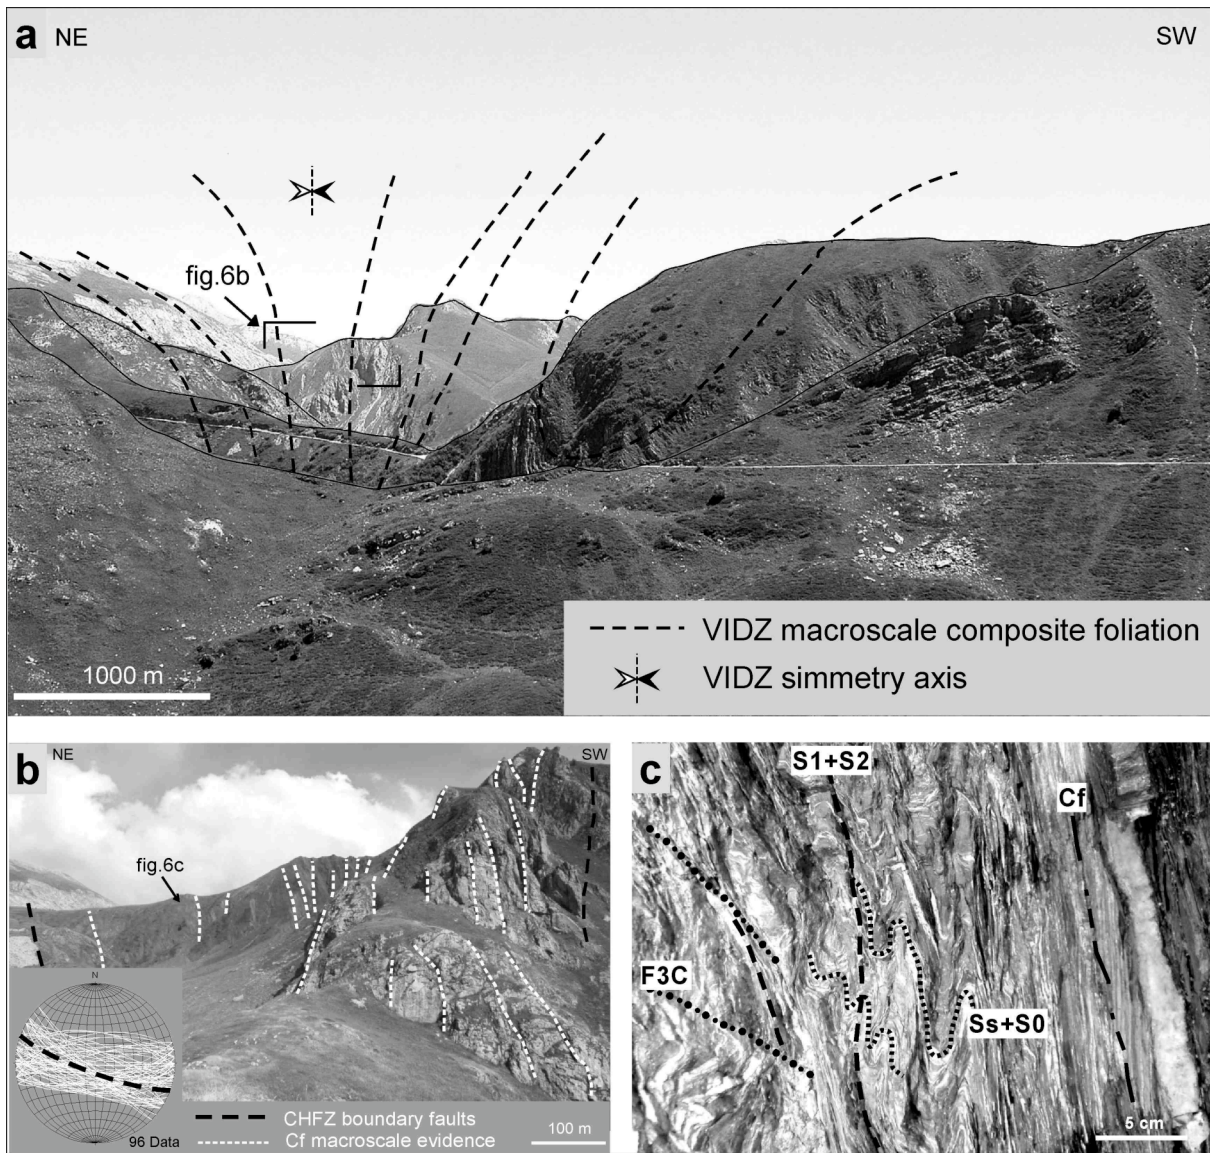 a NE
SW
fig.6b
1000 m
VIDZ macroscale composite foliation
VIDZ simmetry axis
b NE
SW
fig.6c
N
96 Data
CHFZ boundary faults
Cf macroscale evidence
100 m
c
S1+S2
Cf
F3C
Ss+S0
5 cm